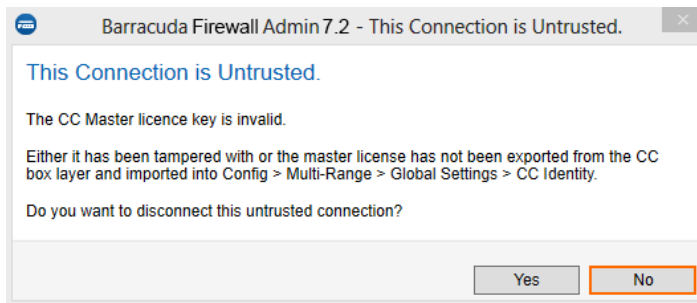 Barracuda Firewall Admin 7.2 - This Connection is Untrusted.
This Connection is Untrusted.
The CC Master licence key is invalid.
Either it has been tampered with or the master license has not been exported from the CC
box layer and imported into Config > Multi-Range > Global Settings > CC Identity.
Do you want to disconnect this untrusted connection?
Yes No